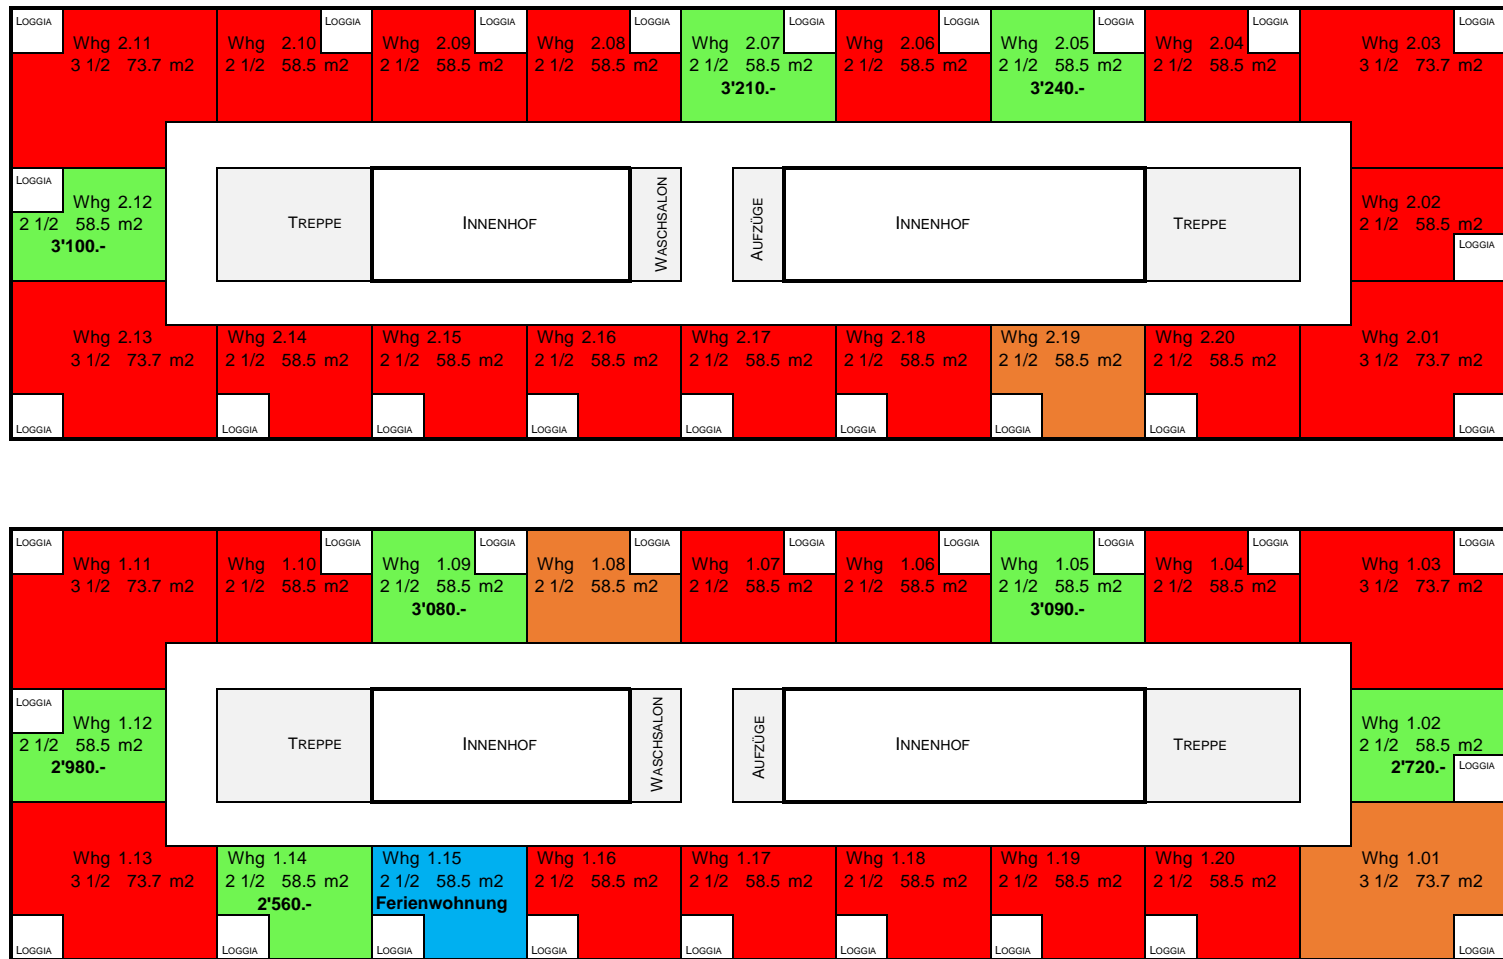 LOGGIA LOGGIA LOGGIA LOGGIA LOGGIA LOGGIA LOGGIA LOGGIA LOGGIA
Whg 2.11 Whg 2.10 Whg 2.09 Whg 2.08 Whg 2.07 Whg 2.06 Whg 2.05 Whg 2.04 Whg 2.03
3 1/2 73.7 m2 2 1/2 58.5 m2 2 1/2 58.5 m2 2 1/2 58.5 m2 2 1/2 58.5 m2 2 1/2 58.5 m2 2 1/2 58.5 m2 2 1/2 58.5 m2 3 1/2 73.7 m2
3'210.- 3'240.-
LOGGIA
Whg 2.12 Whg 2.02
2 1/2 58.5 m2 TREPPE INNENHOF WASCHSALON AUFZÜGE INNENHOF TREPPE 2 1/2 58.5 m2
3'100.- LOGGIA
Whg 2.13 Whg 2.14 Whg 2.15 Whg 2.16 Whg 2.17 Whg 2.18 Whg 2.19 Whg 2.20 Whg 2.01
3 1/2 73.7 m2 2 1/2 58.5 m2 2 1/2 58.5 m2 2 1/2 58.5 m2 2 1/2 58.5 m2 2 1/2 58.5 m2 2 1/2 58.5 m2 2 1/2 58.5 m2 3 1/2 73.7 m2
LOGGIA LOGGIA LOGGIA LOGGIA LOGGIA LOGGIA LOGGIA LOGGIA LOGGIA
LOGGIA LOGGIA LOGGIA LOGGIA LOGGIA LOGGIA LOGGIA LOGGIA LOGGIA
Whg 1.11 Whg 1.10 Whg 1.09 Whg 1.08 Whg 1.07 Whg 1.06 Whg 1.05 Whg 1.04 Whg 1.03
3 1/2 73.7 m2 2 1/2 58.5 m2 2 1/2 58.5 m2 2 1/2 58.5 m2 2 1/2 58.5 m2 2 1/2 58.5 m2 2 1/2 58.5 m2 2 1/2 58.5 m2 3 1/2 73.7 m2
3'080.- 3'090.-
LOGGIA
Whg 1.12 Whg 1.02
2 1/2 58.5 m2 TREPPE INNENHOF WASCHSALON AUFZÜGE INNENHOF TREPPE 2 1/2 58.5 m2
2'980.- 2'720.- LOGGIA
Whg 1.13 Whg 1.14 Whg 1.15 Whg 1.16 Whg 1.17 Whg 1.18 Whg 1.19 Whg 1.20 Whg 1.01
3 1/2 73.7 m2 2 1/2 58.5 m2 2 1/2 58.5 m2 2 1/2 58.5 m2 2 1/2 58.5 m2 2 1/2 58.5 m2 2 1/2 58.5 m2 2 1/2 58.5 m2 3 1/2 73.7 m2
2'560.- Ferienwohnung
LOGGIA LOGGIA LOGGIA LOGGIA LOGGIA LOGGIA LOGGIA LOGGIA LOGGIA